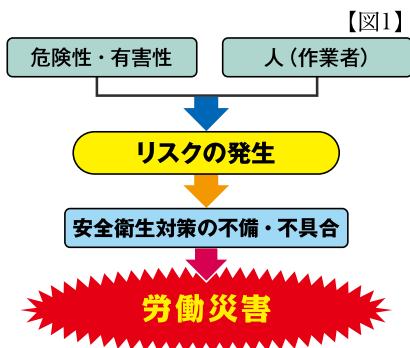 【図1】
危険性・有害性
人（作業者）
リスクの発生
安全衛生対策の不備・不具合
労働災害